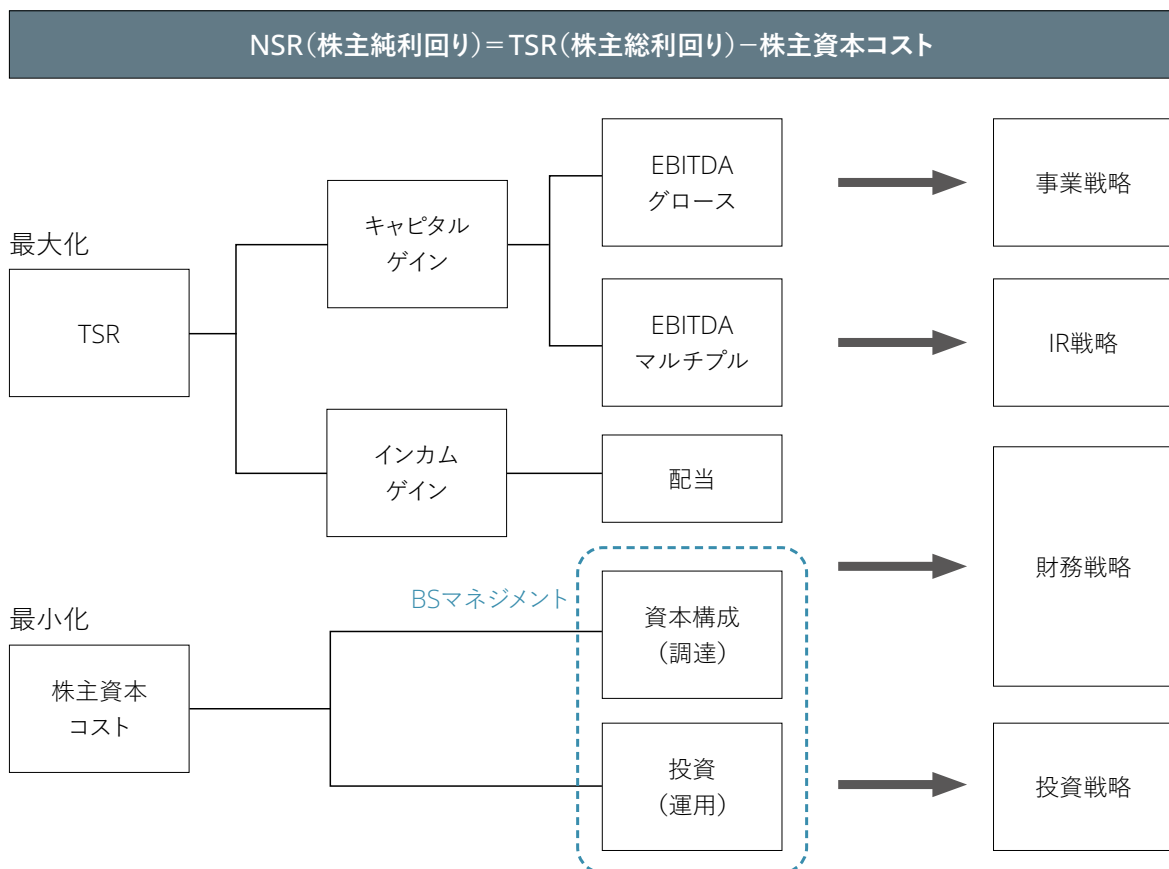 NSR（株主純利回り）＝TSR（株主総利回り）−株主資本コスト
最大化
TSR
キャピタル
ゲイン
インカム
ゲイン
EBITDA
グロース
EBITDA
マルチプル
配当
事業戦略
IR戦略
財務戦略
最小化
株主資本
コスト
BSマネジメント
資本構成
（調達）
投資
（運用）
投資戦略